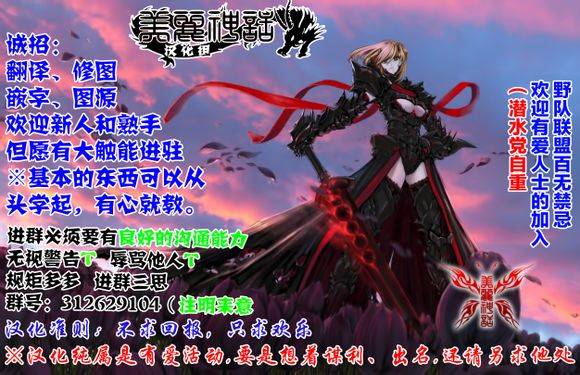 美麗神話
汉化组
诚招：
翻译、修图
嵌字、图源
欢迎新人和熟手
但愿有大触能进驻
※基本的东西可以从
头学起，有心就教。
进群必须要有良好的沟通能力
无视警告T 辱骂他人T
规矩多多 进群三思
群号：312629104（注明来意
汉化准则：不求回报，只求欢乐
※汉化纯属是有爱活动,要是想着谋利、出名,还请另求他处
野队联盟百无禁忌
欢迎有爱人士的加入
（潜水党自重
美麗神話